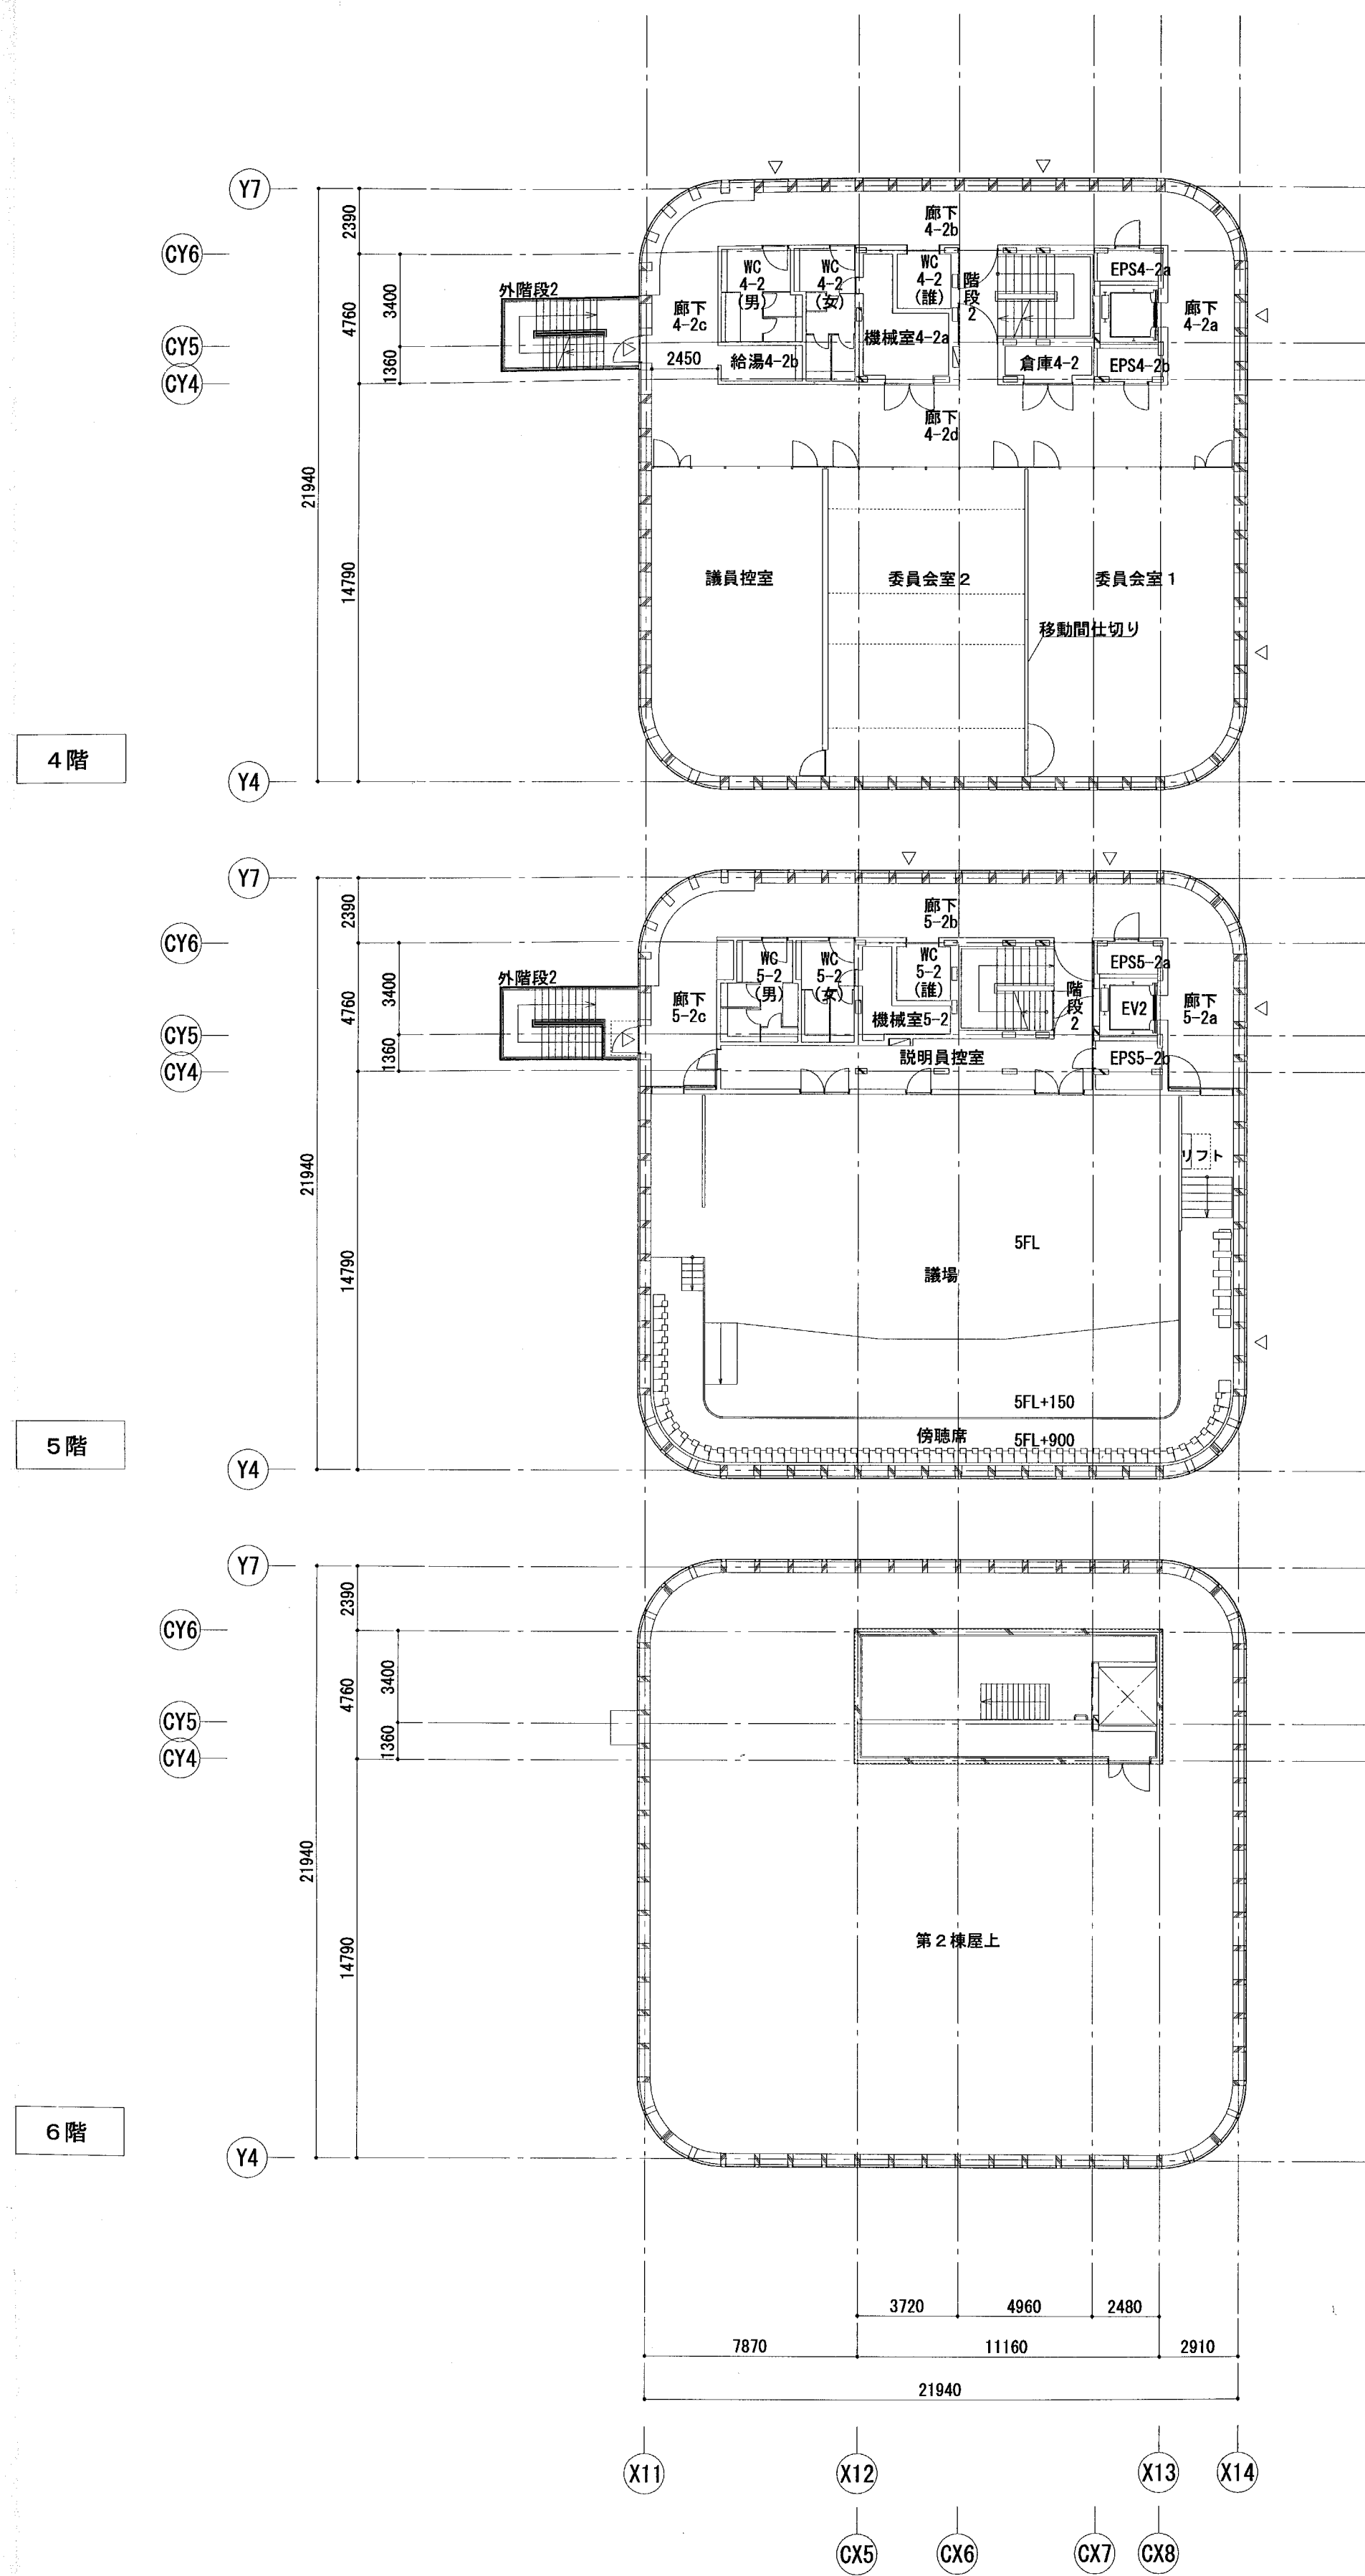 Y7
2390
廊下
4-2b
CY6
WC
4-2
(男)
WC
4-2
(女)
WC
4-2
(誰)
階段2
EPS4-2a
外階段2
廊下
4-2c
廊下
4-2a
3400
4760
機械室4-2a
CY5
2450
給湯4-2b
倉庫4-2
EPS4-2b
1360
CY4
廊下
4-2d
21940
14790
議員控室
委員会室2
委員会室1
移動間仕切り
4階
Y4
Y7
2390
廊下
5-2b
CY6
WC
5-2
(男)
WC
5-2
(女)
WC
5-2
(誰)
EPS5-2a
外階段2
廊下
5-2c
階段2
EV2
廊下
5-2a
3400
4760
機械室5-2
CY5
1360
説明員控室
EPS5-2b
CY4
リフト
21940
14790
5FL
議場
5FL+150
傍聴席
5FL+900
5階
Y4
Y7
2390
CY6
3400
4760
CY5
1360
CY4
21940
14790
第2棟屋上
6階
Y4
3720
4960
2480
7870
11160
2910
21940
X11
X12
X13
X14
CX5
CX6
CX7
CX8